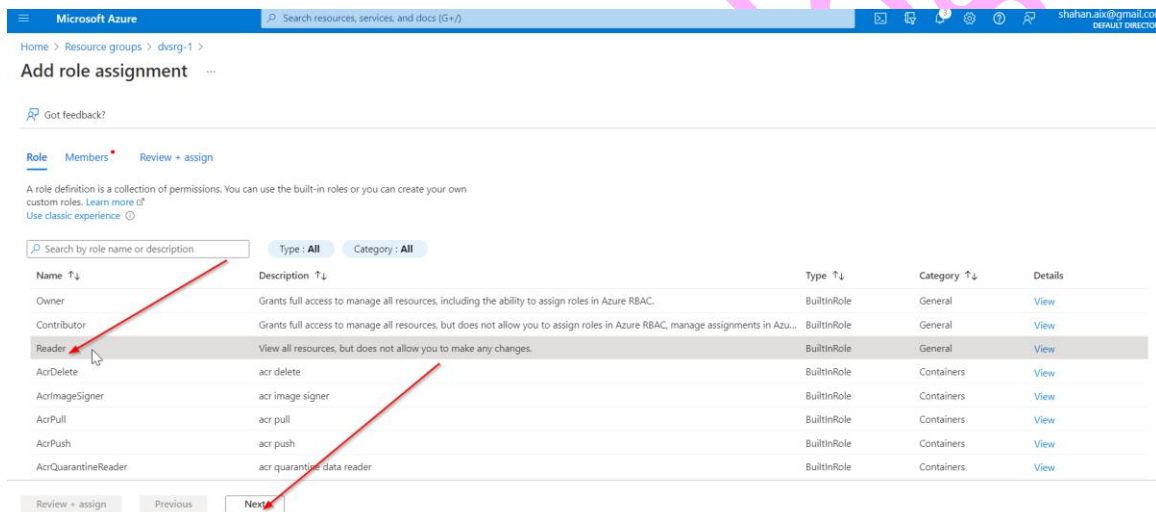 Microsoft Azure
Search resources, services, and docs (G+/)
3
shahan.aix@gmail.co
DEFAULT DIRECTO
Home > Resource groups > dvsrg-1 >
Add role assignment ...
Got feedback?
Role Members Review + assign
A role definition is a collection of permissions. You can use the built-in roles or you can create your own
custom roles. Learn more
Use classic experience
Search by role name or description Type : All Category : All
Name Description Type Category Details
Owner Grants full access to manage all resources, including the ability to assign roles in Azure RBAC. BuiltInRole General View
Contributor Grants full access to manage all resources, but does not allow you to assign roles in Azure RBAC, manage assignments in Azu... BuiltInRole General View
Reader View all resources, but does not allow you to make any changes. BuiltInRole General View
AcrDelete acr delete BuiltInRole Containers View
AcrImageSigner acr image signer BuiltInRole Containers View
AcrPull acr pull BuiltInRole Containers View
AcrPush acr push BuiltInRole Containers View
AcrQuarantineReader acr quarantine data reader BuiltInRole Containers View
Review + assign Previous Next